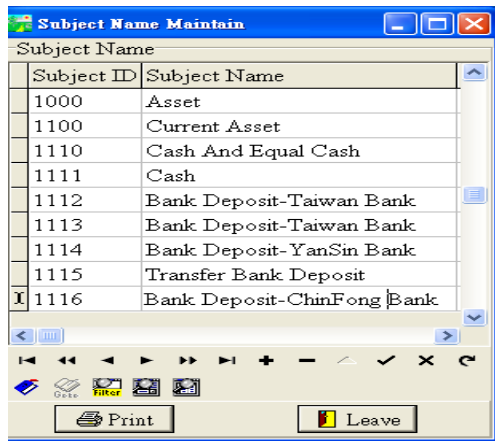 Subject Name Maintain
Subject Name
Subject ID Subject Name
1000 Asset
1100 Current Asset
1110 Cash And Equal Cash
1111 Cash
1112 Bank Deposit-Taiwan Bank
1113 Bank Deposit-Taiwan Bank
1114 Bank Deposit-YanSin Bank
1115 Transfer Bank Deposit
1116 Bank Deposit-ChinFong Bank
Goto Filter
Print Leave